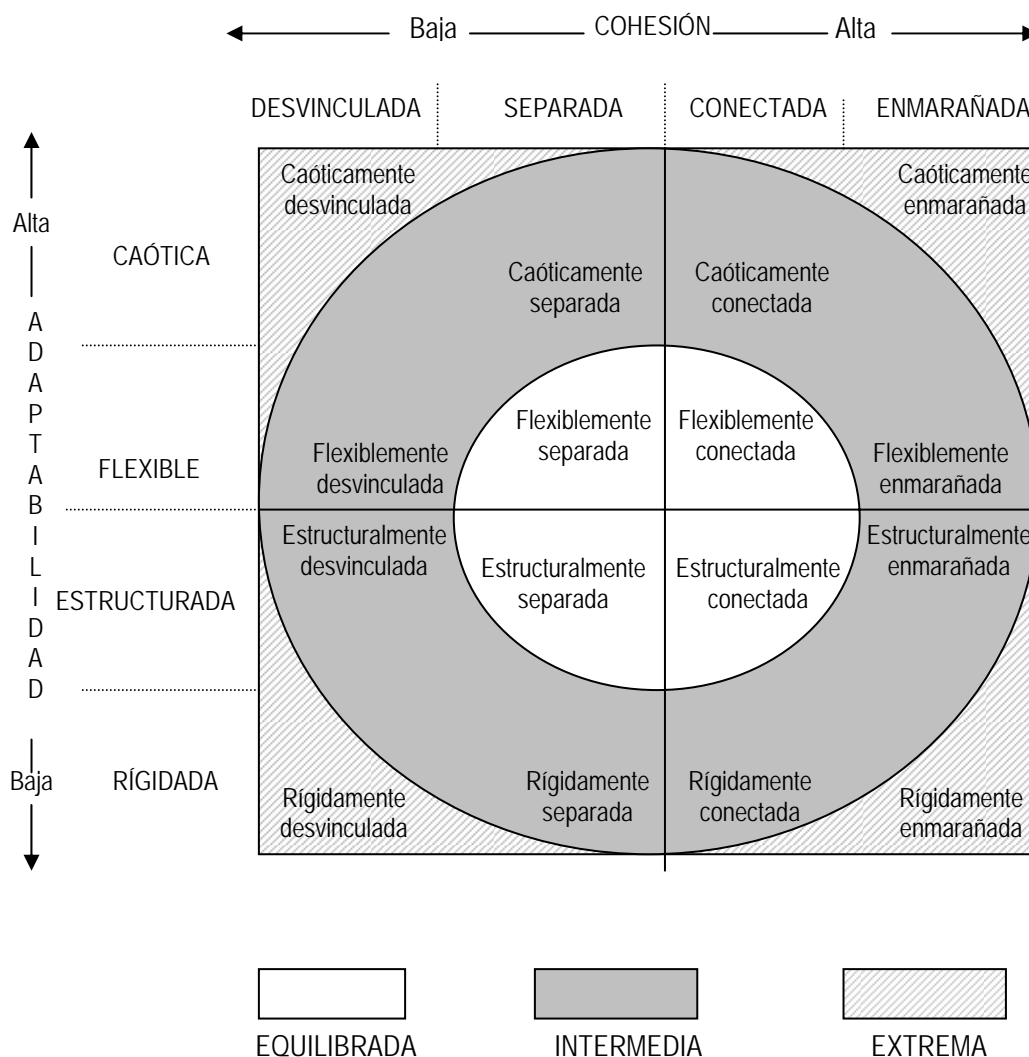 Baja COHESIÓN Alta
DESVINCULADA SEPARADA CONECTADA ENMARAÑADA
Caóticamente
desvinculada
Caóticamente
enmarañada
Alta
CAÓTICA
Caóticamente
separada
Caóticamente
conectada
ADAPTABILIDAD
Flexiblemente
separada
Flexiblemente
conectada
FLEXIBLE
Flexiblemente
desvinculada
Flexiblemente
enmarañada
Estructuralmente
desvinculada
Estructuralmente
enmarañada
ESTRUCTURADA
Estructuralmente
separada
Estructuralmente
conectada
Baja
RÍGIDADA
Rígidamente
desvinculada
Rígidamente
separada
Rígidamente
conectada
Rígidamente
enmarañada
EQUILIBRADA INTERMEDIA EXTREMA